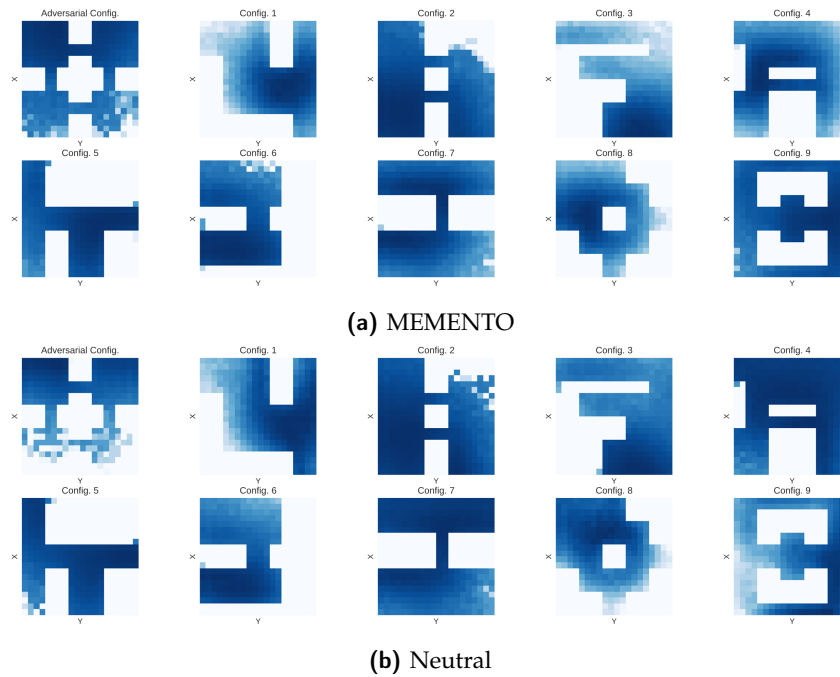 Adversarial Config. Config. 1 Config. 2 Config. 3 Config. 4
X X X X X
Y Y Y Y Y
Config. 5 Config. 6 Config. 7 Config. 8 Config. 9
X X X X X
Y Y Y Y Y
(a) MEMENTO
Adversarial Config. Config. 1 Config. 2 Config. 3 Config. 4
X X X X X
Y Y Y Y Y
Config. 5 Config. 6 Config. 7 Config. 8 Config. 9
X X X X X
Y Y Y Y Y
(b) Neutral